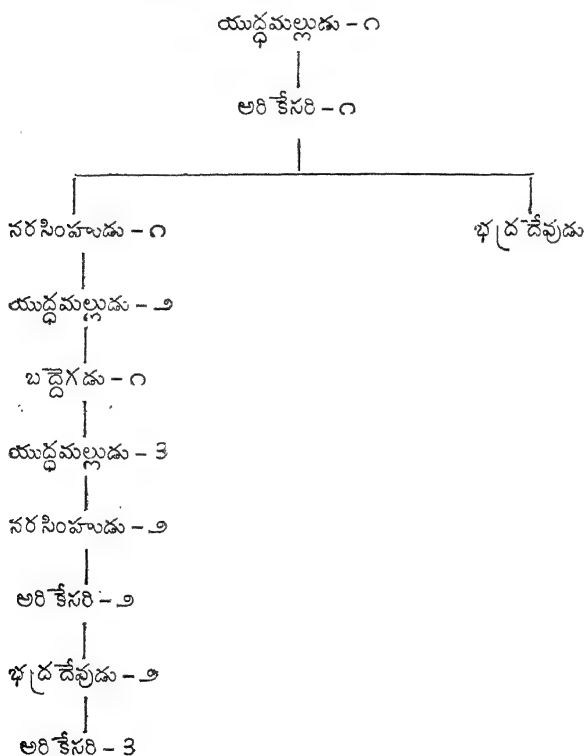 యుద్ధమల్లుడు - ౧
అరి కేసరి - ౧
నరసింహుడు - ౧ భద్రదేవుడు
యుద్ధమల్లుడు - ౨
బద్దెగడు - ౧
యుద్ధమల్లుడు - 3
నరసింహుడు - ౨
అరి కేసరి - ౨
భద్రదేవుడు - ౨
అరి కేసరి - 3